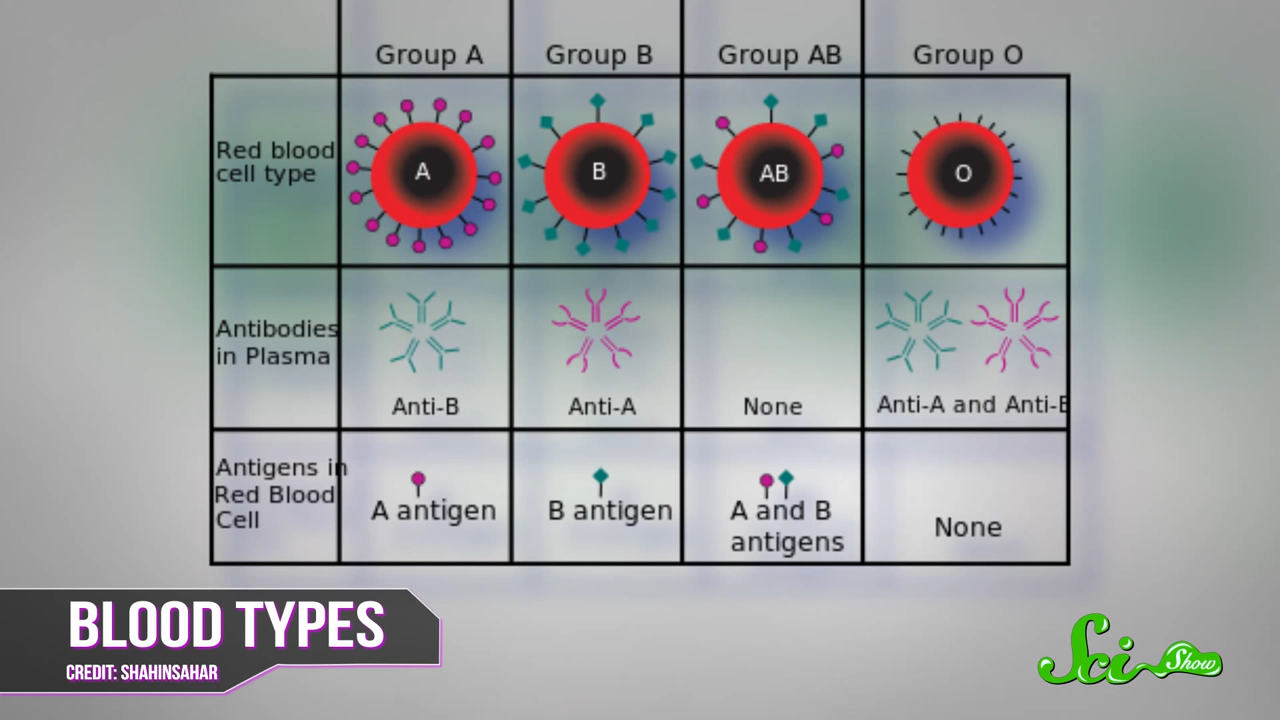 Group A Group B Group AB Group O
Red blood
cell type
A B AB O
Antibodies
in Plasma
Anti-B Anti-A None Anti-A and Anti-B
Antigens in
Red Blood
Cell
A antigen B antigen A and B
antigens None
BLOOD TYPES
CREDIT: SHAHINSAHAR
Sci Show